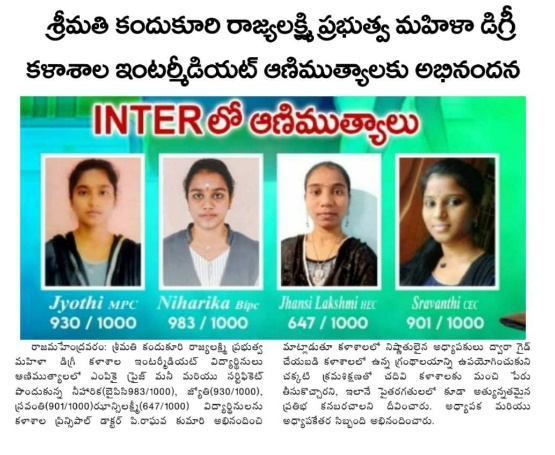 శ్రీమతి కందుకూరి రాజ్యలక్ష్మి ప్రభుత్వ మహిళా డిగ్రీ
కళాశాల ఇంటర్మీడియట్ ఆణిముత్యాలకు అభినందన
INTERలో ఆణిముత్యాలు
Jyothi MPC
930 / 1000
Niharika Bipc
983 / 1000
Jhansi Lakshmi HEC
647 / 1000
Sravanthi CEC
901 / 1000
రాజమహేంద్రవరం: శ్రీమతి కందుకూరి రాజ్యలక్ష్మి ప్రభుత్వ
మహిళా డిగ్రీ కళాశాల ఇంటర్మీడియట్ విద్యార్థినులు
ఆణిముత్యాలలో ఎంపికై ప్రైజ్ మనీ మరియు సర్టిఫికెట్
పొందుకున్న నీహారిక(బైపిసి983/1000), జ్యోతి(930/1000),
స్రవంతి(901/1000)ఝాన్సిలక్ష్మీ(647/1000) విద్యార్థినులను
కళాశాల ప్రిన్సిపాల్ డాక్టర్ పి.రాఘవ కుమారి అభినందించి
మాట్లాడుతూ కళాశాలలో నిష్ణాతులైన అధ్యాపకులు ద్వారా గైడ్
చేయబడి కళాశాలలో ఉన్న గ్రంథాలయాన్ని ఉపయోగించుకుని
చక్కటి క్రమశిక్షణతో చదివి కళాశాలకు మంచి పేరు
తీసుకొచ్చారని, ఇలానే పైతరగతులలో కూడా అత్యున్నతమైన
ప్రతిభ కనబరచాలని దీవించారు. అధ్యాపక మరియు
అధ్యాపకేతర సిబ్బంది అభినందించారు.